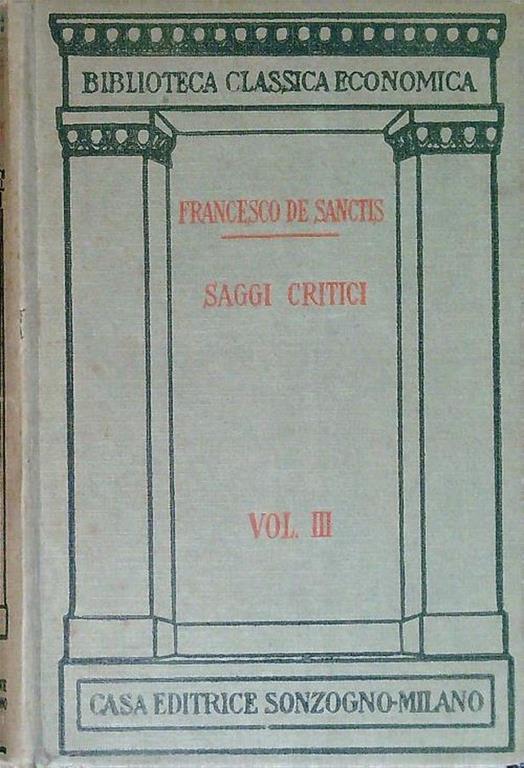 BIBLIOTECA CLASSICA ECONOMICA
FRANCESCO DE SANCTIS
SAGGI CRITICI
VOL. III
CASA EDITRICE SONZOGNO-MILANO